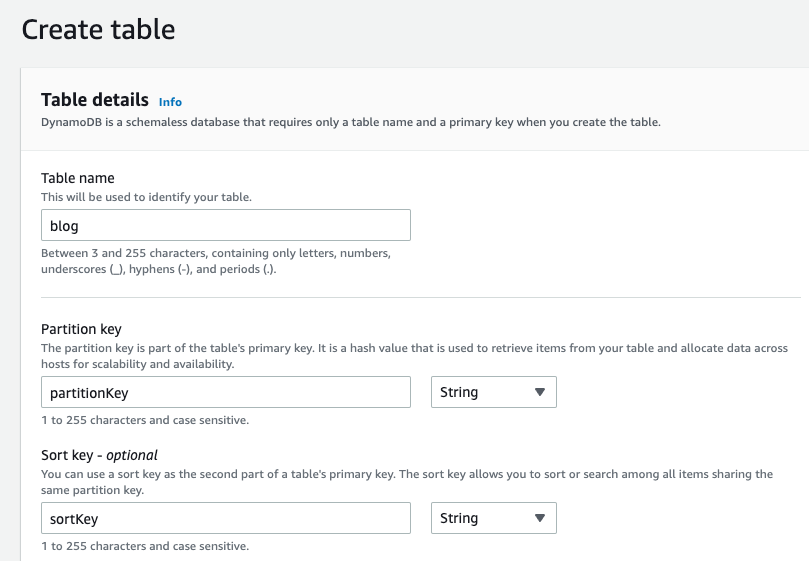 Create table
Table details Info
DynamoDB is a schemaless database that requires only a table name and a primary key when you create the table.
Table name
This will be used to identify your table.
blog
Between 3 and 255 characters, containing only letters, numbers,
underscores (_), hyphens (-), and periods (.).
Partition key
The partition key is part of the table's primary key. It is a hash value that is used to retrieve items from your table and allocate data across
hosts for scalability and availability.
partitionKey String
1 to 255 characters and case sensitive.
Sort key - optional
You can use a sort key as the second part of a table's primary key. The sort key allows you to sort or search among all items sharing the
same partition key.
sortKey String
1 to 255 characters and case sensitive.